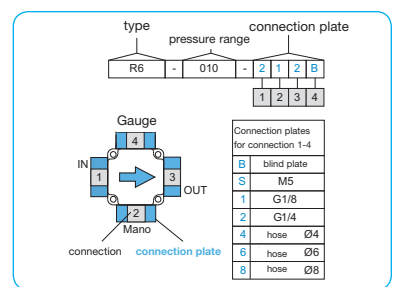 type
connection plate
pressure range
R6 - 010 - 2 1 2 B
1 2 3 4
Gauge
4
IN
1
3
OUT
2
Mano
connection connection plate
Connection plates
for connection 1-4
B blind plate
S M5
1 G1/8
2 G1/4
4 hose Ø4
6 hose Ø6
8 hose Ø8